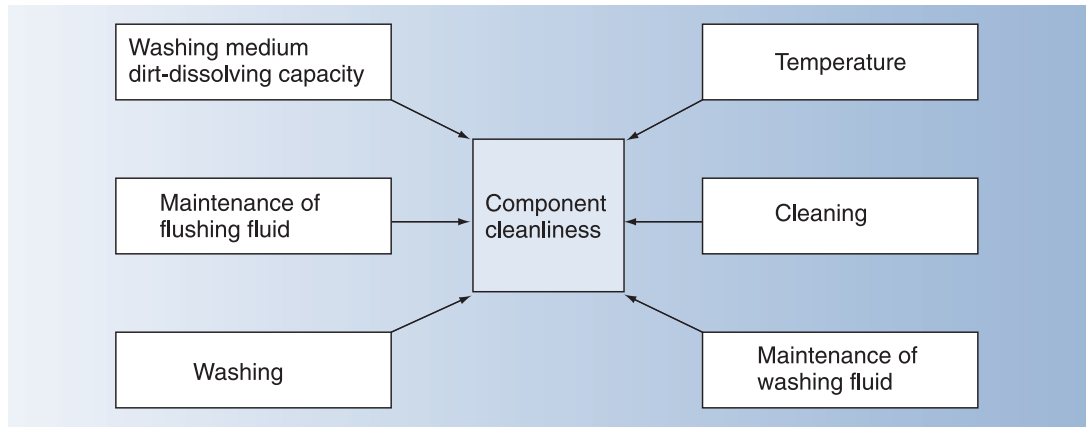 Washing medium
dirt-dissolving capacity
Temperature
Maintenance of
flushing fluid
Component
cleanliness
Cleaning
Washing
Maintenance of
washing fluid